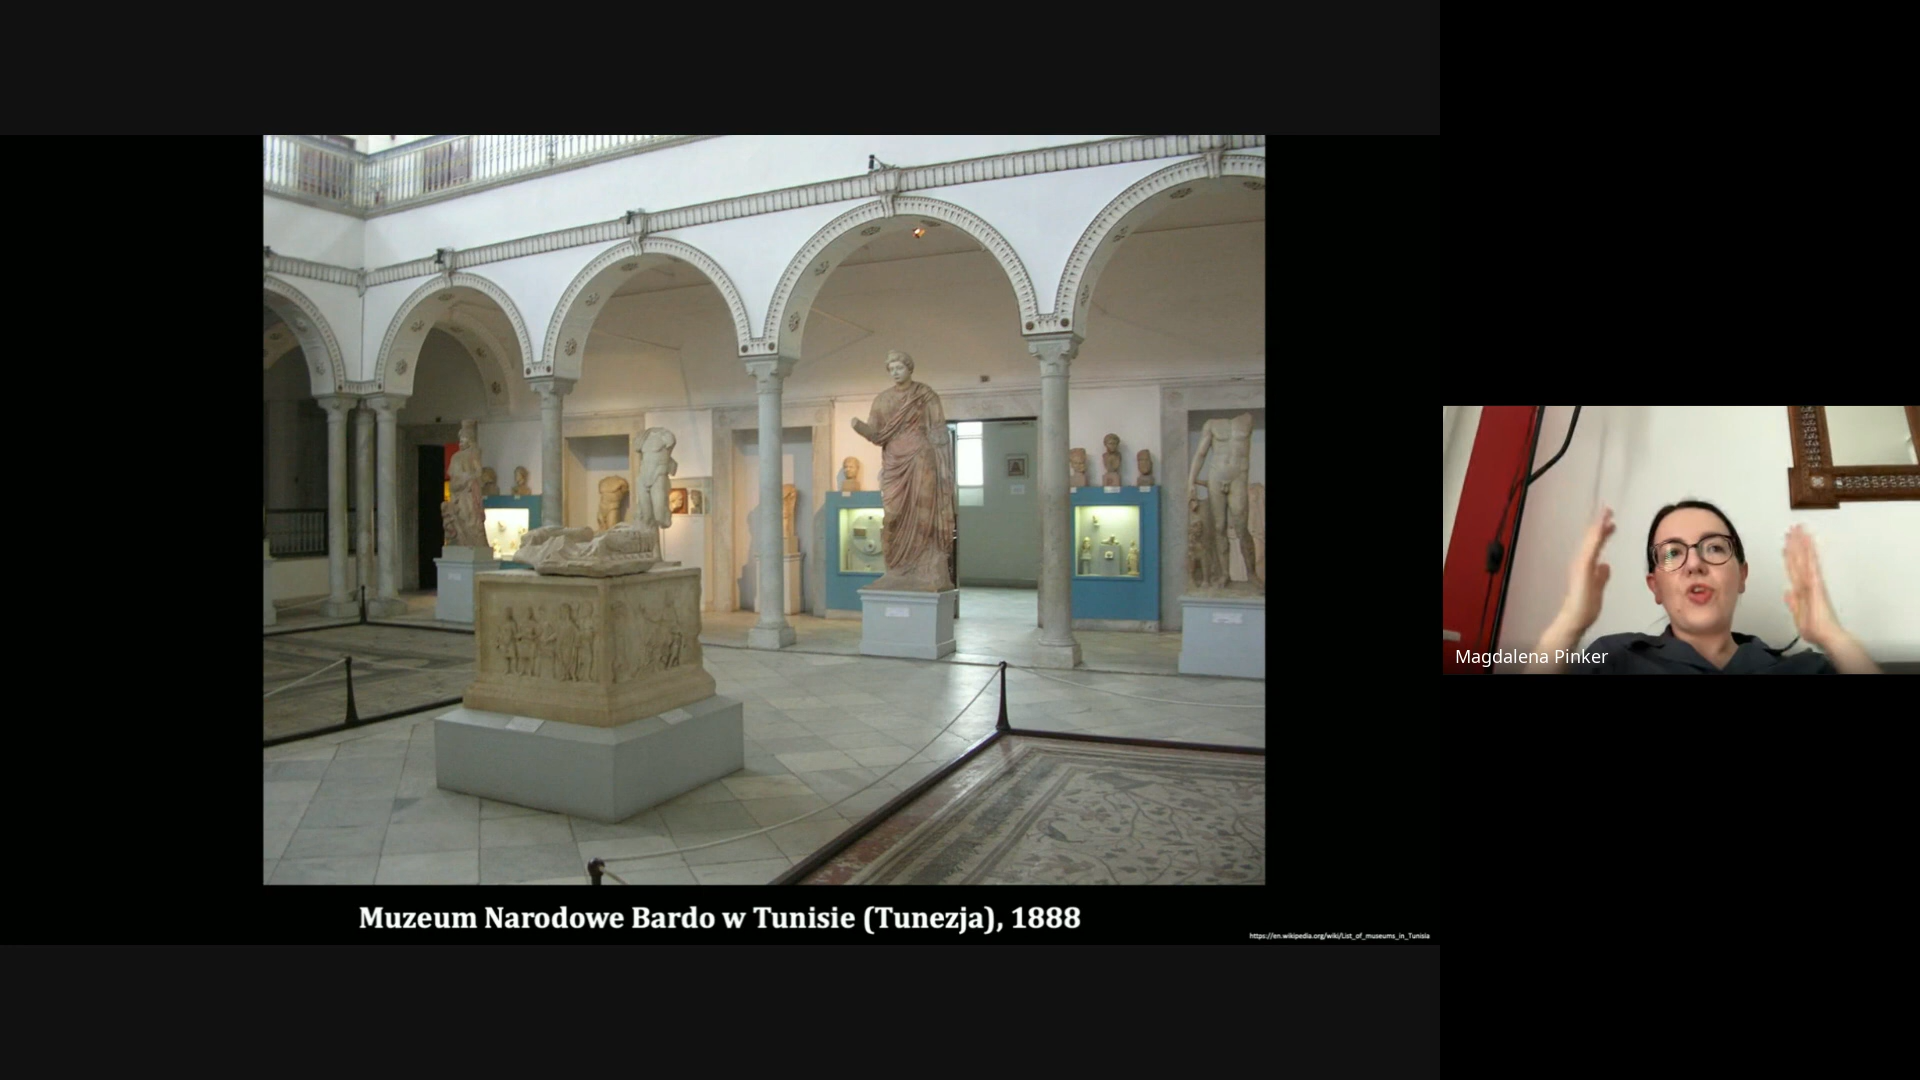 Muzeum Narodowe Bardo w Tunisie (Tunezja), 1888
https://en.wikipedia.org/wiki/List_of_museums_in_Tunisia
Magdalena Pinker